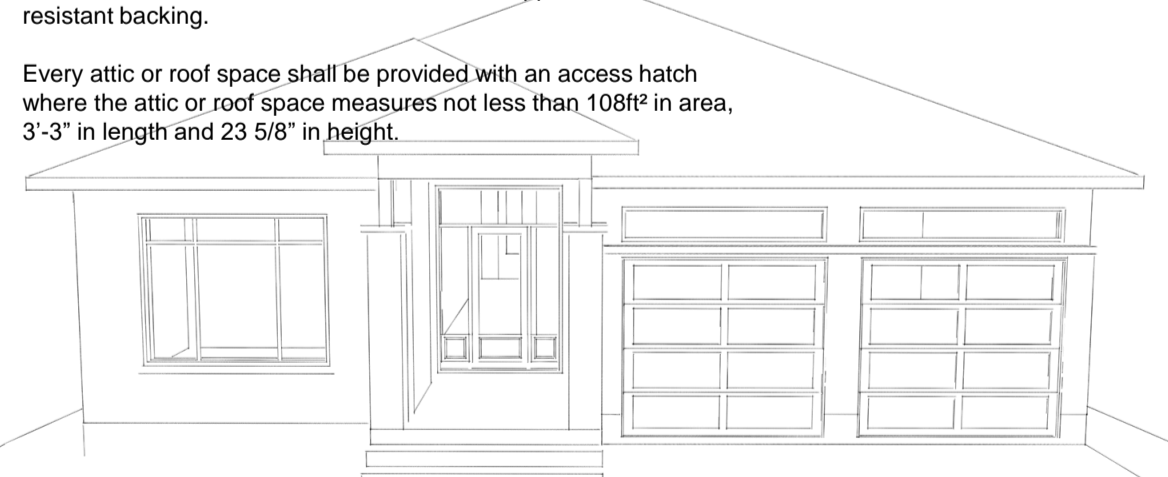 resistant backing.
Every attic or roof space shall be provided with an access hatch
where the attic or roof space measures not less than 108ft² in area,
3’-3” in length and 23 5/8” in height.